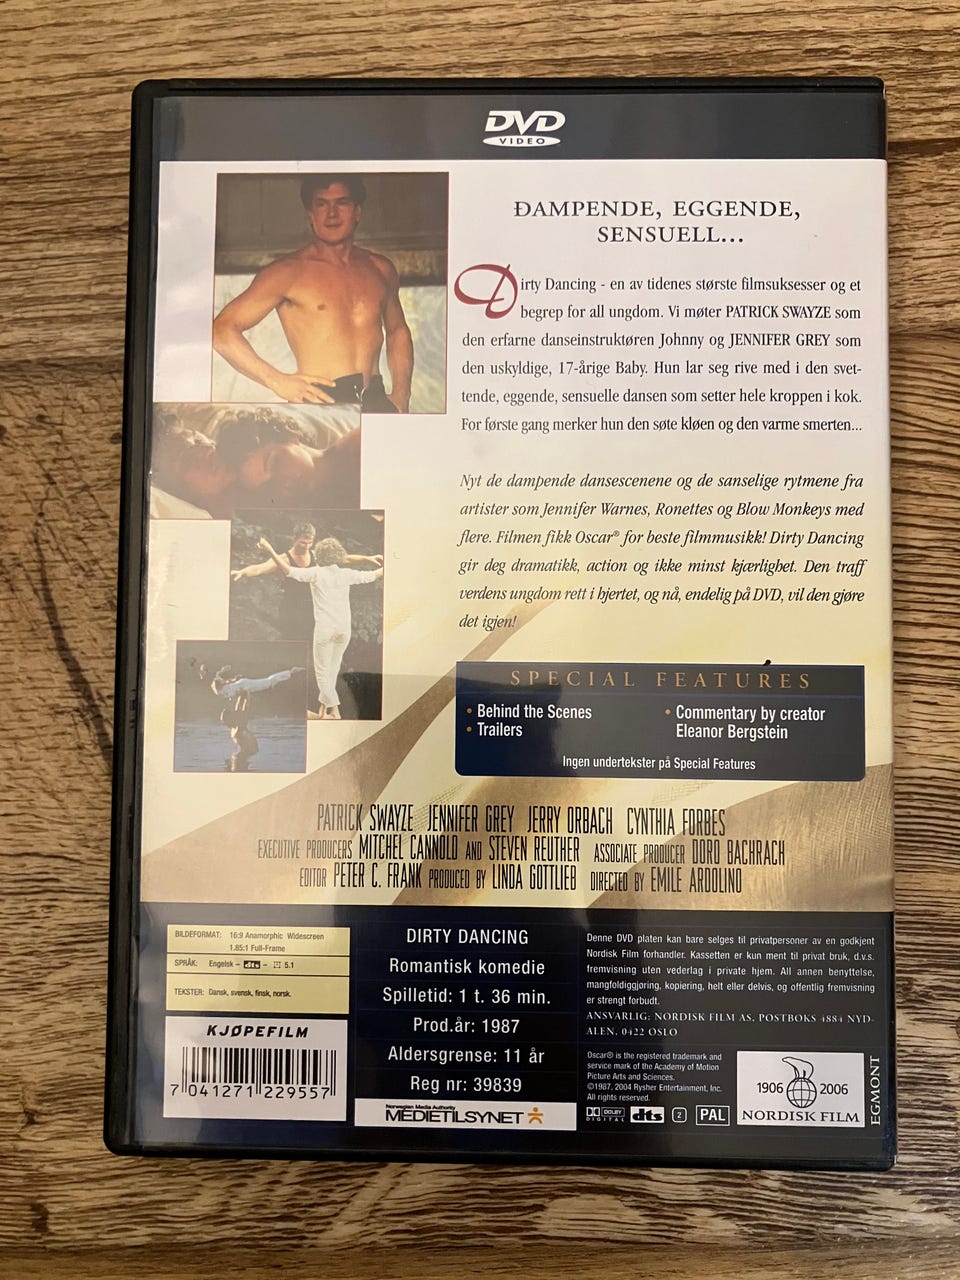 DVD
VIDEO
DAMPENDE, EGGENDE,
SENSUELL...
Dirty Dancing - en av tidenes største filmsuksesser og et
begrep for all ungdom. Vi møter PATRICK SWAYZE som
den erfarne danseinstruktøren Johnny og JENNIFER GREY som
den uskyldige, 17-årige Baby. Hun lar seg rive med i den svet-
tende, eggende, sensuelle dansen som setter hele kroppen i kok.
For første gang merker hun den søte kløen og den varme smerten...
Nyt de dampende dansescenene og de sanselige rytmene fra
artister som Jennifer Warnes, Ronettes og Blow Monkeys med
flere. Filmen fikk Oscar® for beste filmmusikk! Dirty Dancing
gir deg dramatikk, action og ikke minst kjærlighet. Den traff
verdens ungdom rett i hjertet, og nå, endelig på DVD, vil den gjøre
det igjen!
SPECIAL FEATURES
• Behind the Scenes
• Trailers
• Commentary by creator
Eleanor Bergstein
Ingen undertekster på Special Features
PATRICK SWAYZE JENNIFER GREY JERRY ORBACH CYNTHIA FORBES
EXECUTIVE PRODUCERS MITCHEL CANNOLD AND STEVEN REUTHER ASSOCIATE PRODUCER DORO BACHRACH
EDITOR PETER C. FRANK PRODUCED BY LINDA GOTTLIEB DIRECTED BY EMILE ARDOLINO
BILDEFORMAT: 16:9 Anamorphic Widescreen
1.85:1 Full-Frame
SPRÅK: Engelsk - dts - 5.1
TEKSTER: Dansk, svensk, finsk, norsk.
KJØPEFILM
7 041271 229557
DIRTY DANCING
Romantisk komedie
Spilletid: 1 t. 36 min.
Prod.år: 1987
Aldersgrense: 11 år
Reg nr: 39839
Norwegian Media Authority
MEDIETILSYNET
Denne DVD platen kan bare selges til privatpersoner av en godkjent
Nordisk Film forhandler. Kassetten er kun ment til privat bruk, d.v.s.
fremvisning uten vederlag i private hjem. All annen benyttelse,
mangfoldiggjøring, kopiering, helt eller delvis, og offentlig fremvisning
er strengt forbudt.
ANSVARLIG: NORDISK FILM AS, POSTBOKS 4884 NYD-
ALEN, 0422 OSLO
Oscar® is the registered trademark and
service mark of the Academy of Motion
Picture Arts and Sciences.
©1987, 2004 Rysher Entertainment, Inc.
All rights reserved.
DOLBY
DIGITAL
dts
2
PAL
1906 2006
NORDISK FILM
EGMONT